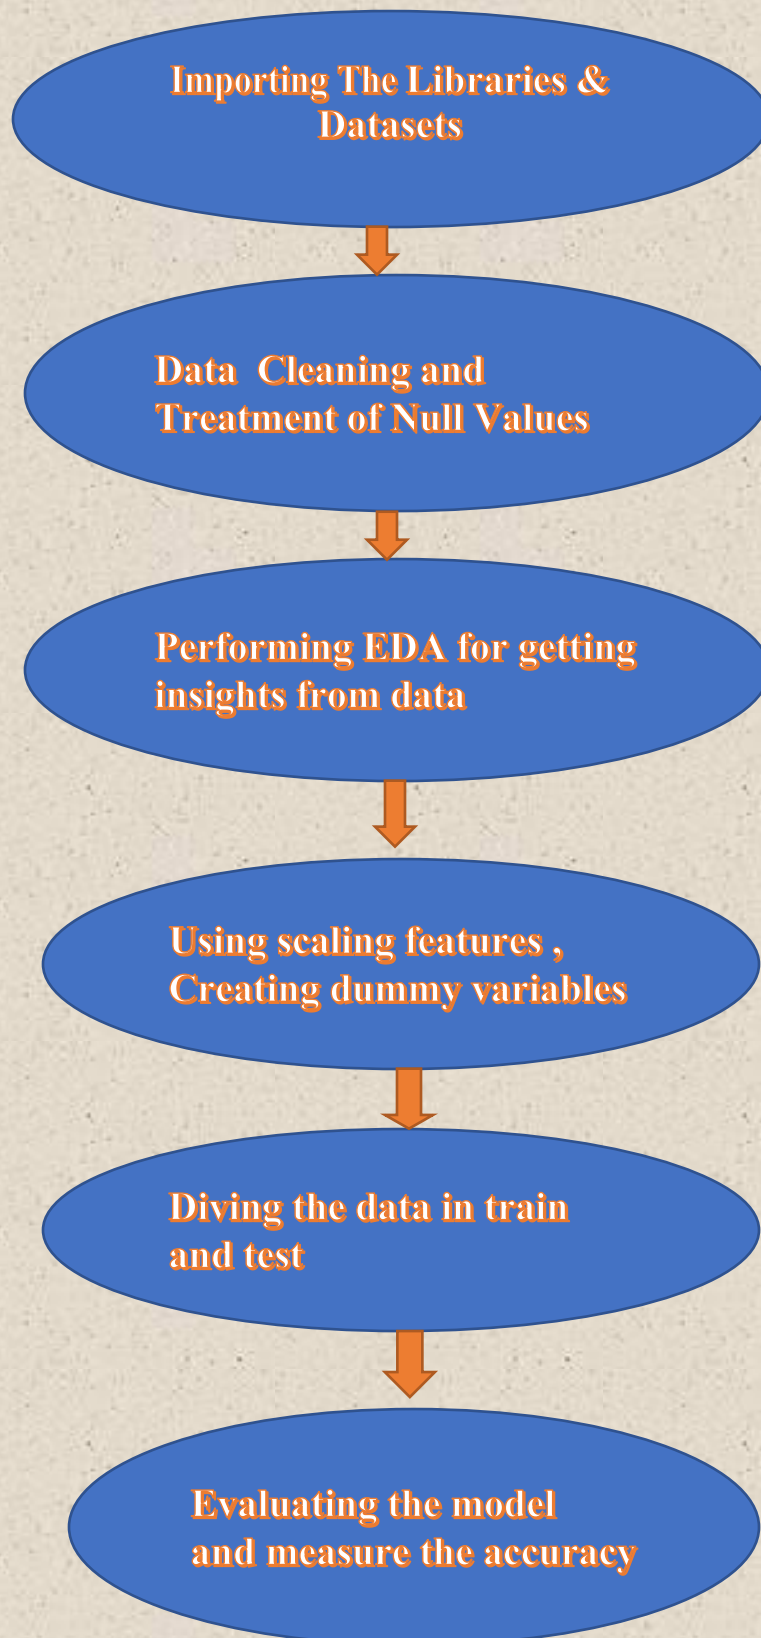 Importing The Libraries &
Datasets
Data  Cleaning and
Treatment of Null Values
Performing EDA for getting
insights from data
Using scaling features ,
Creating dummy variables
Diving the data in train
and test
Evaluating the model
and measure the accuracy